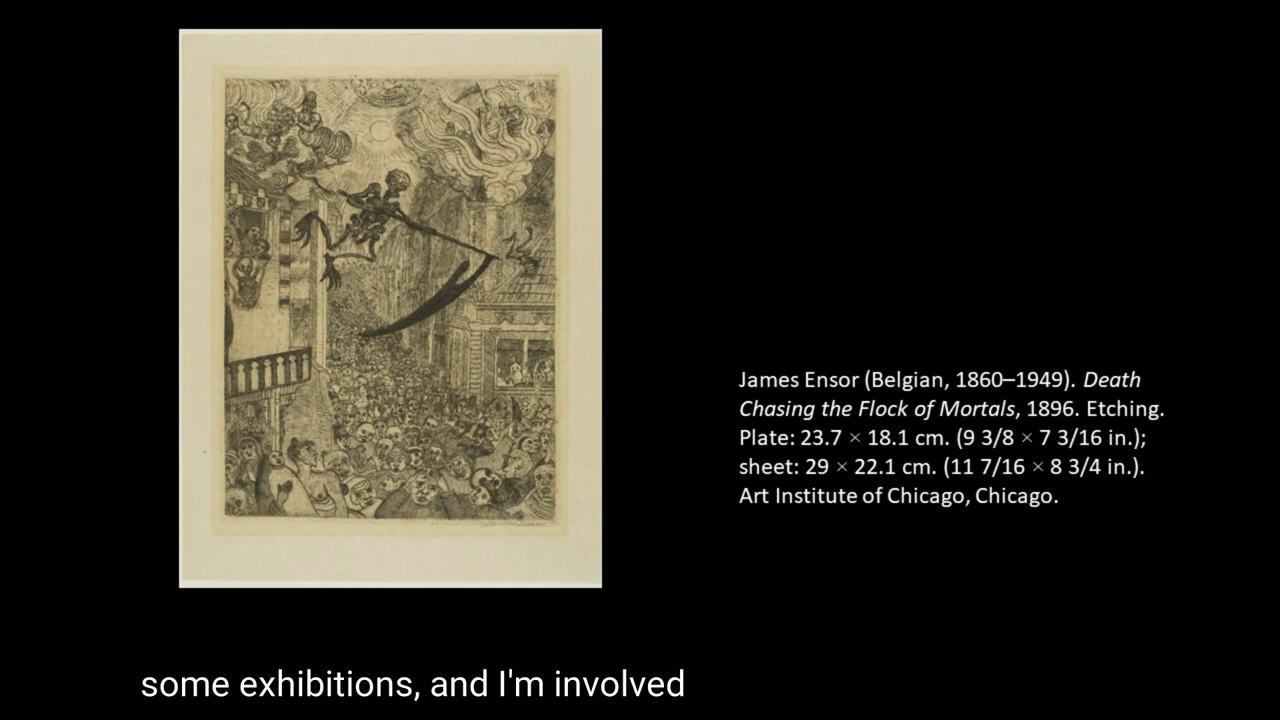 James Ensor (Belgian, 1860–1949). Death
Chasing the Flock of Mortals, 1896. Etching.
Plate: 23.7 × 18.1 cm. (9 3/8 × 7 3/16 in.);
sheet: 29 × 22.1 cm. (11 7/16 × 8 3/4 in.).
Art Institute of Chicago, Chicago.
some exhibitions, and I'm involved